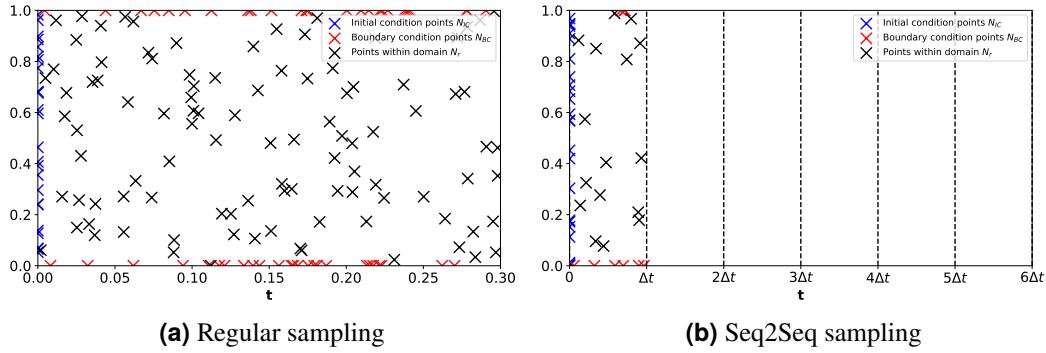 1.0
0.8
0.6
0.4
0.2
0.0
0.00 0.05 0.10 0.15 0.20 0.25 0.30
t
Initial condition points N_IC
Boundary condition points N_BC
Points within domain N_r
(a) Regular sampling
1.0
0.8
0.6
0.4
0.2
0.0
0 Δt 2Δt 3Δt 4Δt 5Δt 6Δt
t
Initial condition points N_IC
Boundary condition points N_BC
Points within domain N_r
(b) Seq2Seq sampling